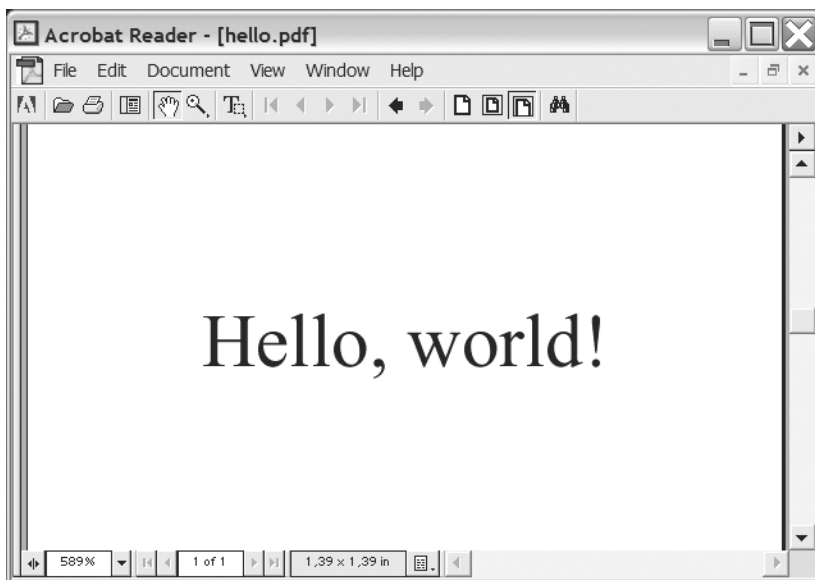 Acrobat Reader - [hello.pdf]
File Edit Document View Window Help
Hello, world!
589% 1 of 1 1,39 x 1,39 in